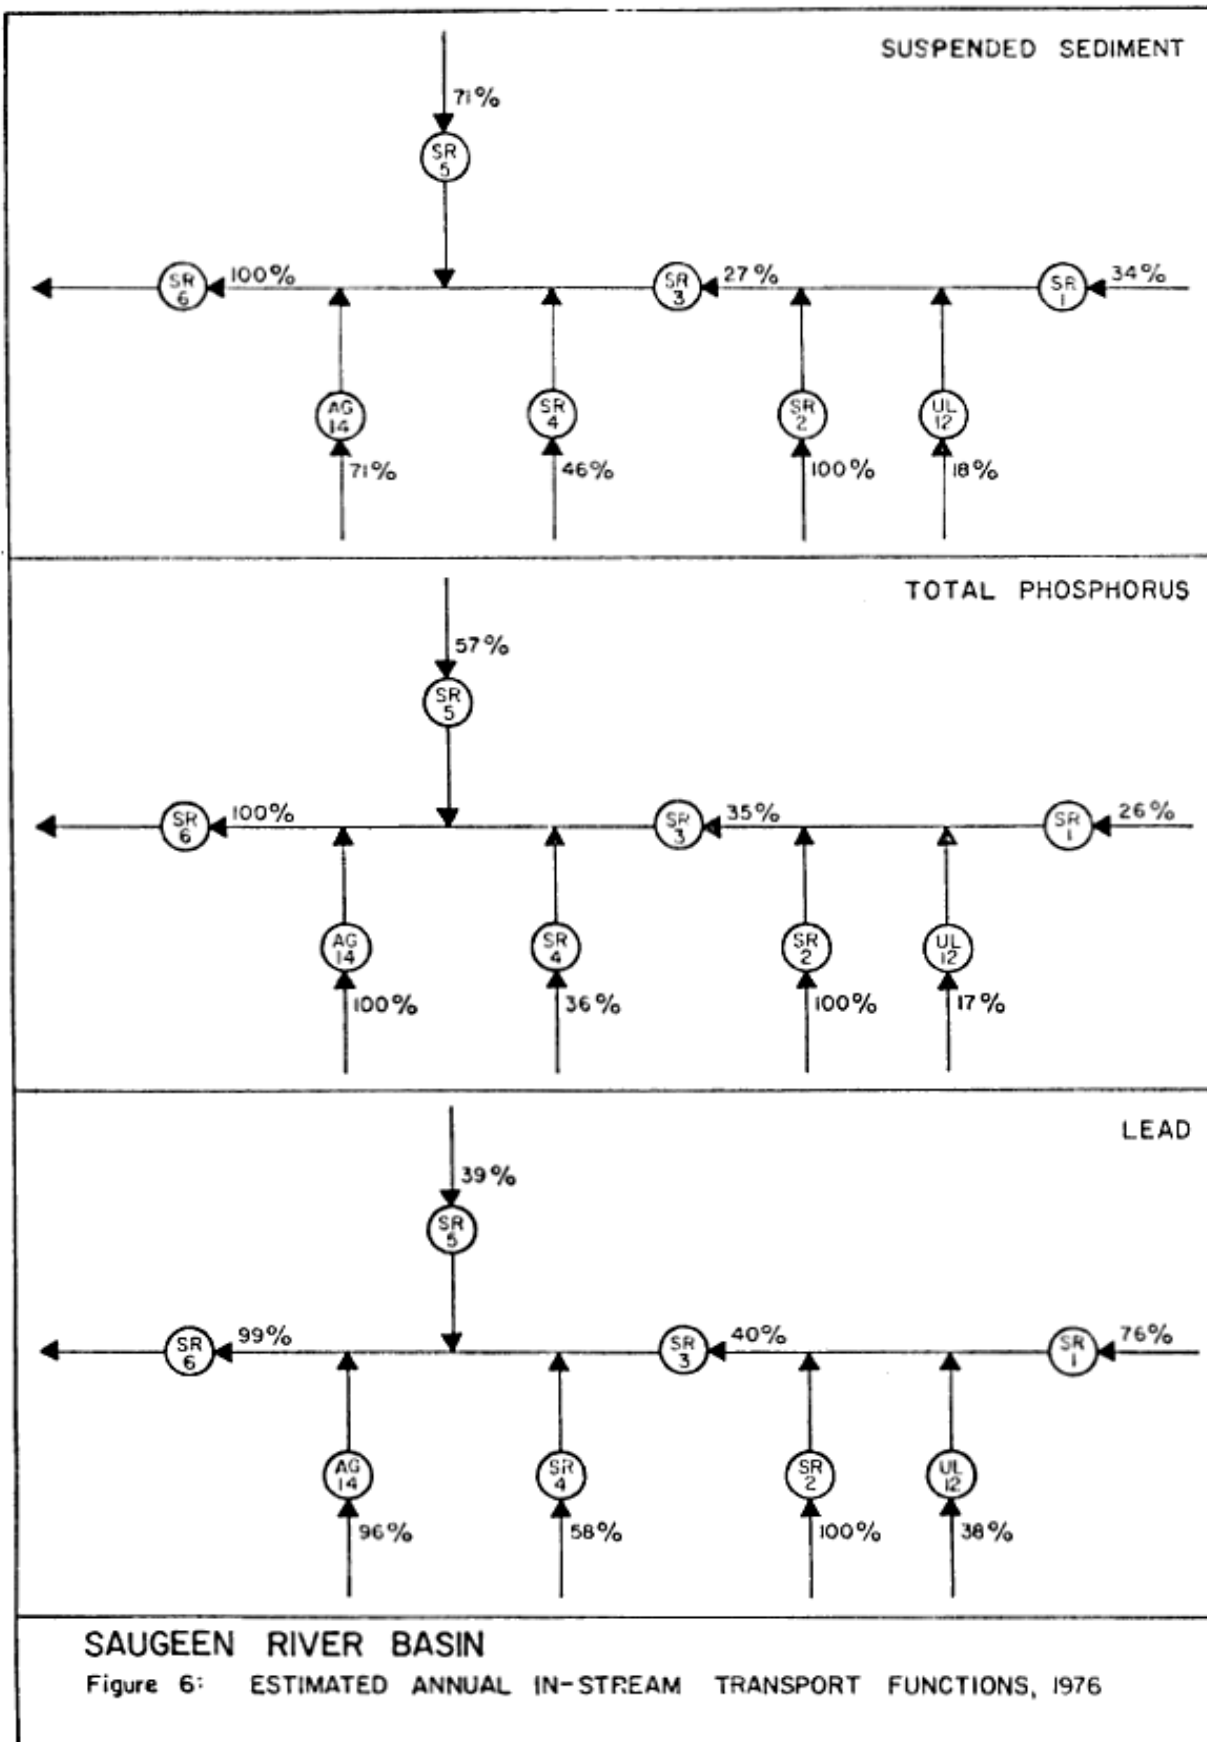 SUSPENDED SEDIMENT
71%
SR
5
SR
6
100%
SR
3
27%
SR
1
34%
AG
14
SR
4
SR
2
UL
12
71%
46%
100%
18%
TOTAL PHOSPHORUS
57%
SR
5
SR
6
100%
SR
3
35%
SR
1
26%
AG
14
SR
4
SR
2
UL
12
100%
36%
100%
17%
LEAD
39%
SR
5
SR
6
99%
SR
3
40%
SR
1
76%
AG
14
SR
4
SR
2
UL
12
96%
58%
100%
38%
SAUGEEN RIVER BASIN
Figure 6: ESTIMATED ANNUAL IN-STREAM TRANSPORT FUNCTIONS, 1976